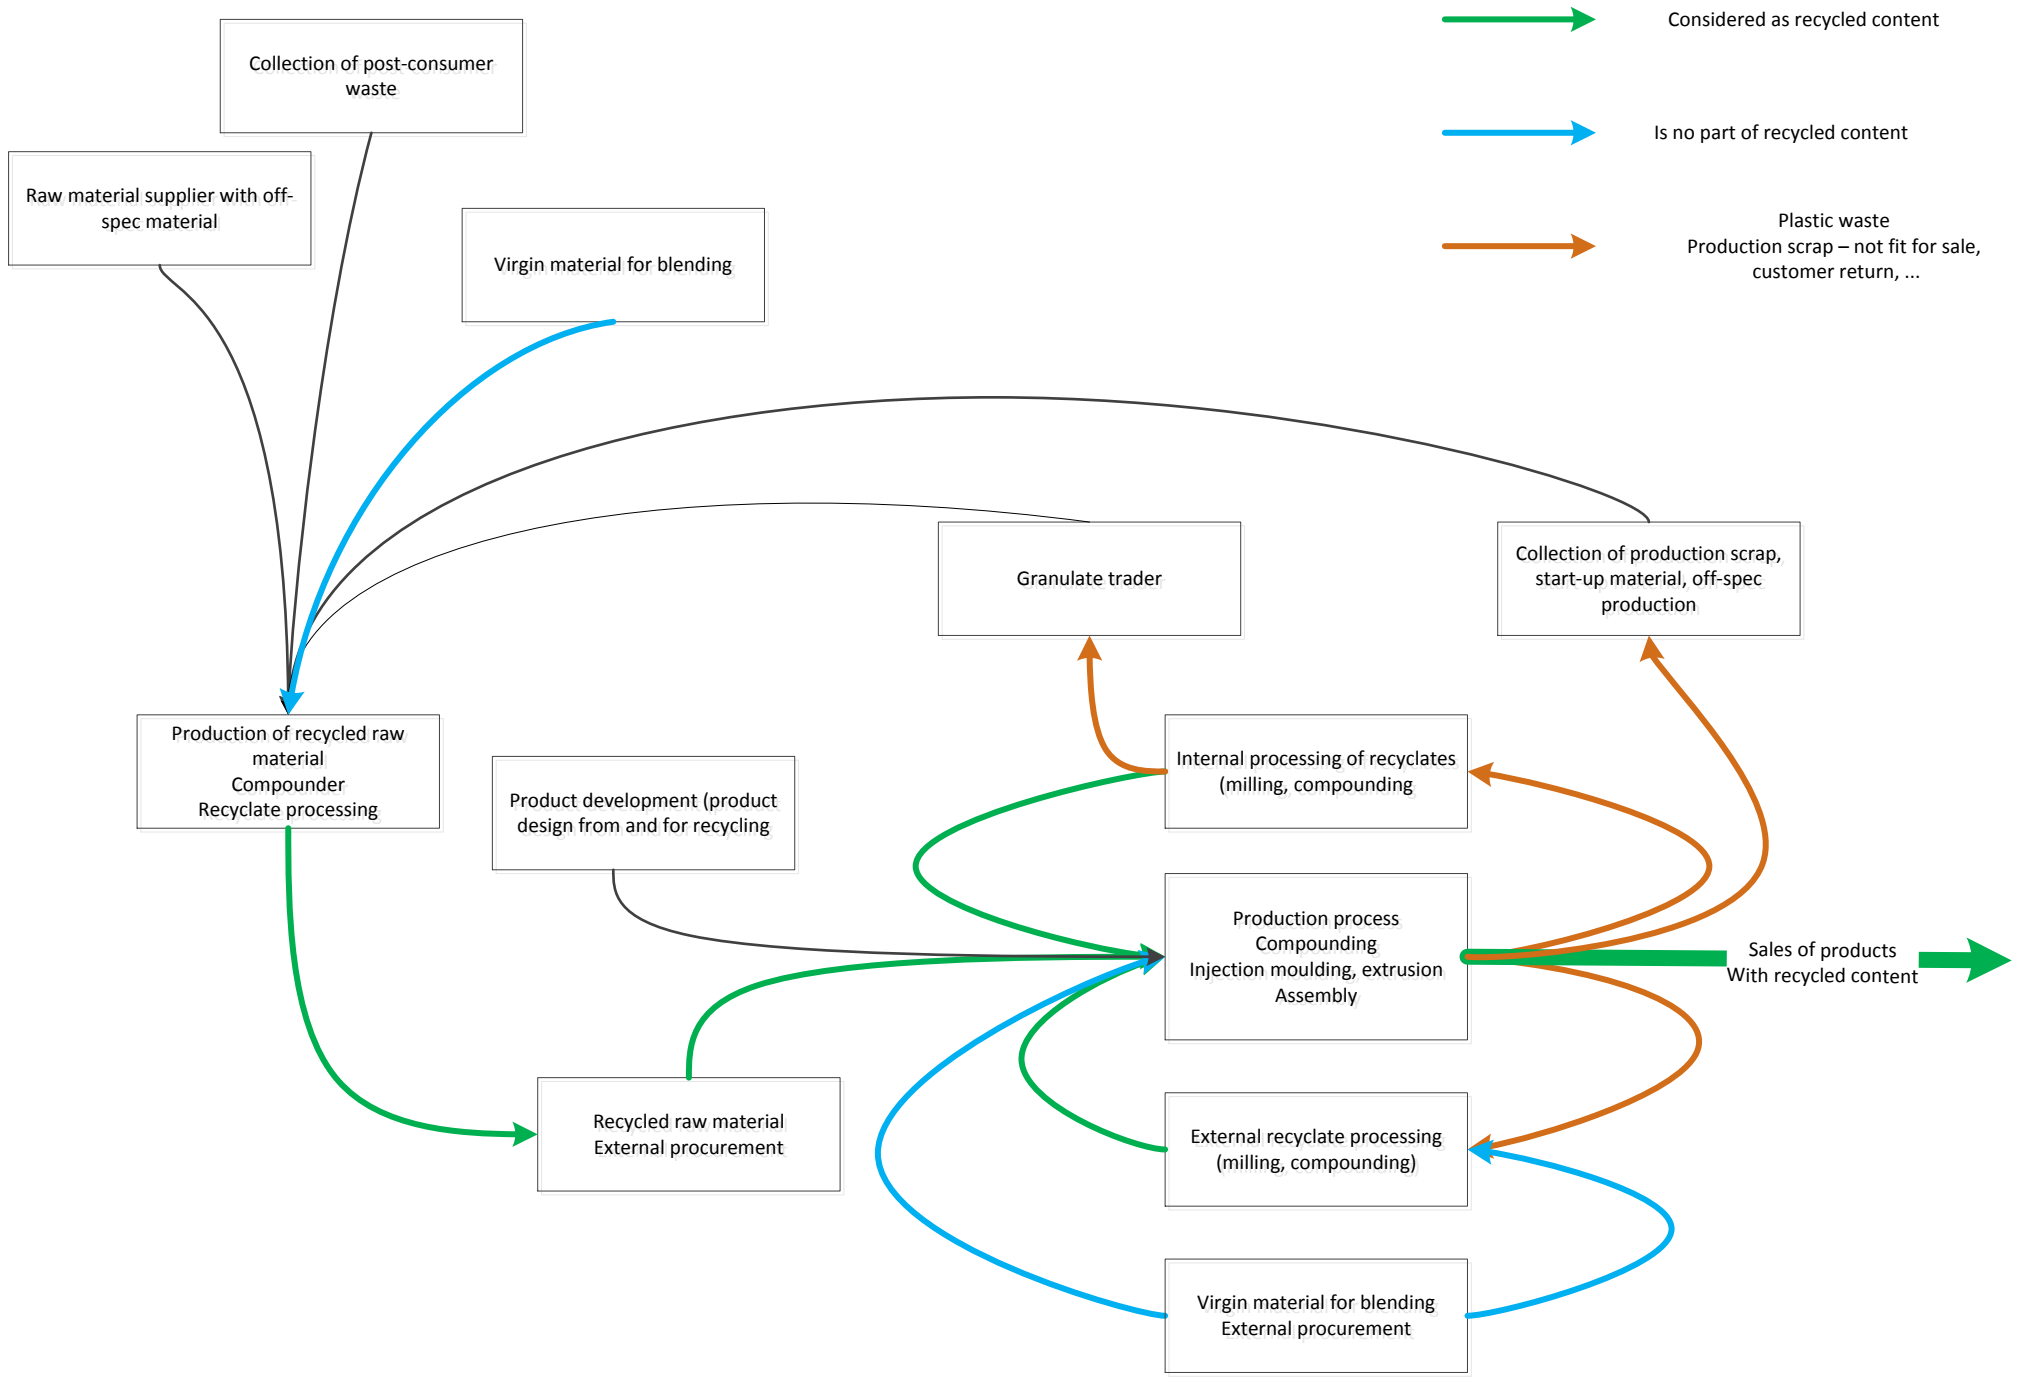 Considered as recycled content
Collection of post-consumer
waste
Is no part of recycled content
Raw material supplier with off-
spec material
Plastic waste
Production scrap – not fit for sale,
customer return, ...
Virgin material for blending
Granulate trader
Collection of production scrap,
start-up material, off-spec
production
Production of recycled raw
material
Compounder
Recyclate processing
Product development (product
design from and for recycling
Internal processing of recyclates
(milling, compounding
Production process
Compounding
Injection moulding, extrusion
Assembly
Sales of products
With recycled content
Recycled raw material
External procurement
External recyclate processing
(milling, compounding)
Virgin material for blending
External procurement